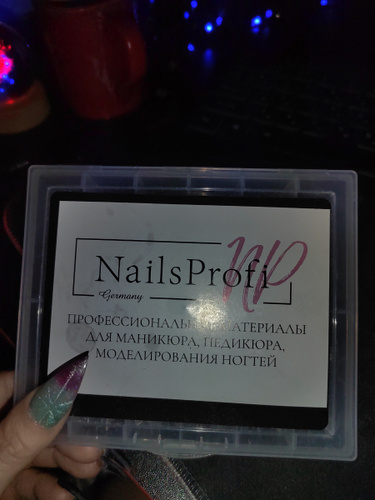 NailsProfi
NP
Germany
ПРОФЕССИОНАЛЬНЫЕ МАТЕРИАЛЫ
ДЛЯ МАНИКЮРА, ПЕДИКЮРА,
МОДЕЛИРОВАНИЯ НОГТЕЙ